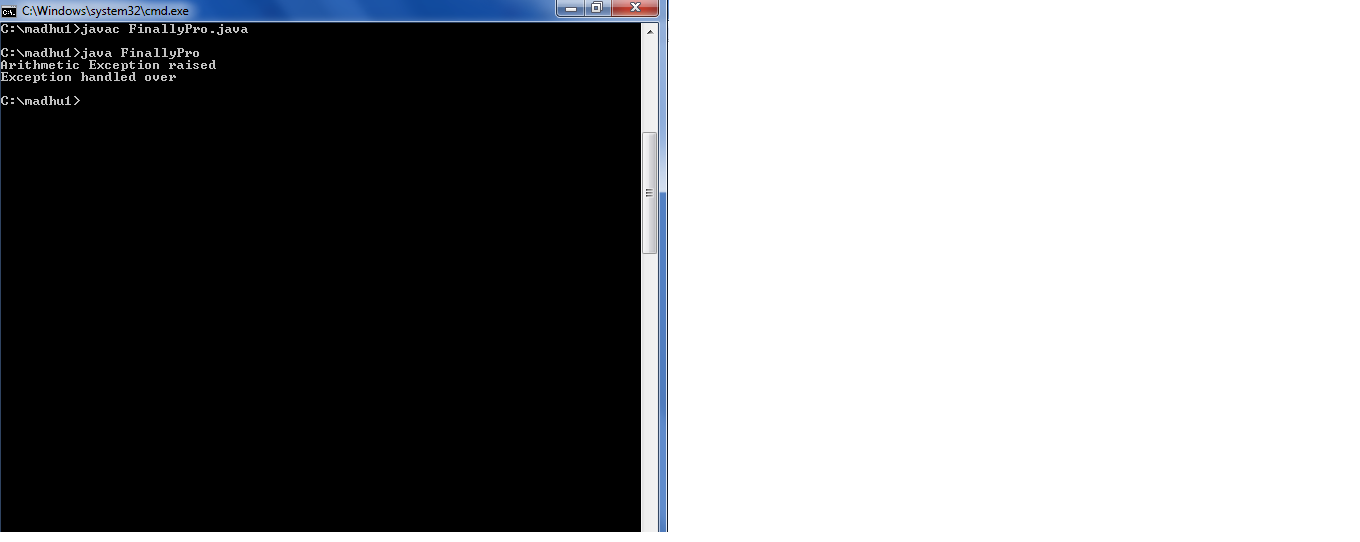 C:\Windows\system32\cmd.exe
C:\madhu1>javac FinallyPro.java
C:\madhu1>java FinallyPro
Arithmetic Exception raised
Exception handled over
C:\madhu1>